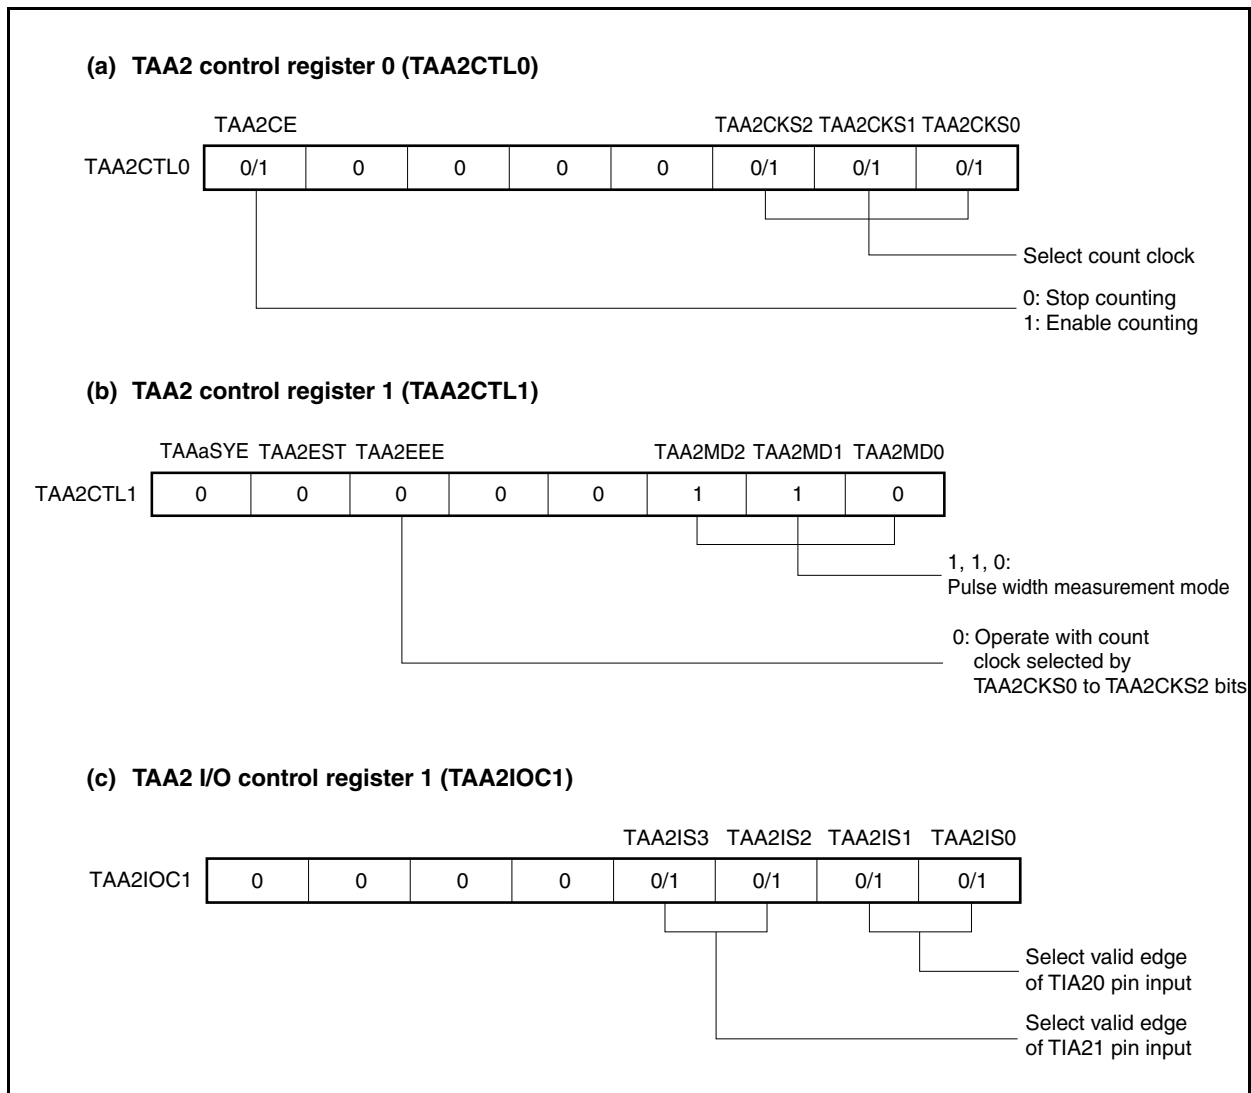 (a) TAA2 control register 0 (TAA2CTL0)
TAA2CE TAA2CKS2 TAA2CKS1 TAA2CKS0
TAA2CTL0 0/1 0 0 0 0 0/1 0/1 0/1
Select count clock
0: Stop counting
1: Enable counting
(b) TAA2 control register 1 (TAA2CTL1)
TAAaSYE TAA2EST TAA2EEE TAA2MD2 TAA2MD1 TAA2MD0
TAA2CTL1 0 0 0 0 0 1 1 0
1, 1, 0:
Pulse width measurement mode
0: Operate with count
clock selected by
TAA2CKS0 to TAA2CKS2 bits
(c) TAA2 I/O control register 1 (TAA2IOC1)
TAA2IS3 TAA2IS2 TAA2IS1 TAA2IS0
TAA2IOC1 0 0 0 0 0/1 0/1 0/1 0/1
Select valid edge
of TIA20 pin input
Select valid edge
of TIA21 pin input